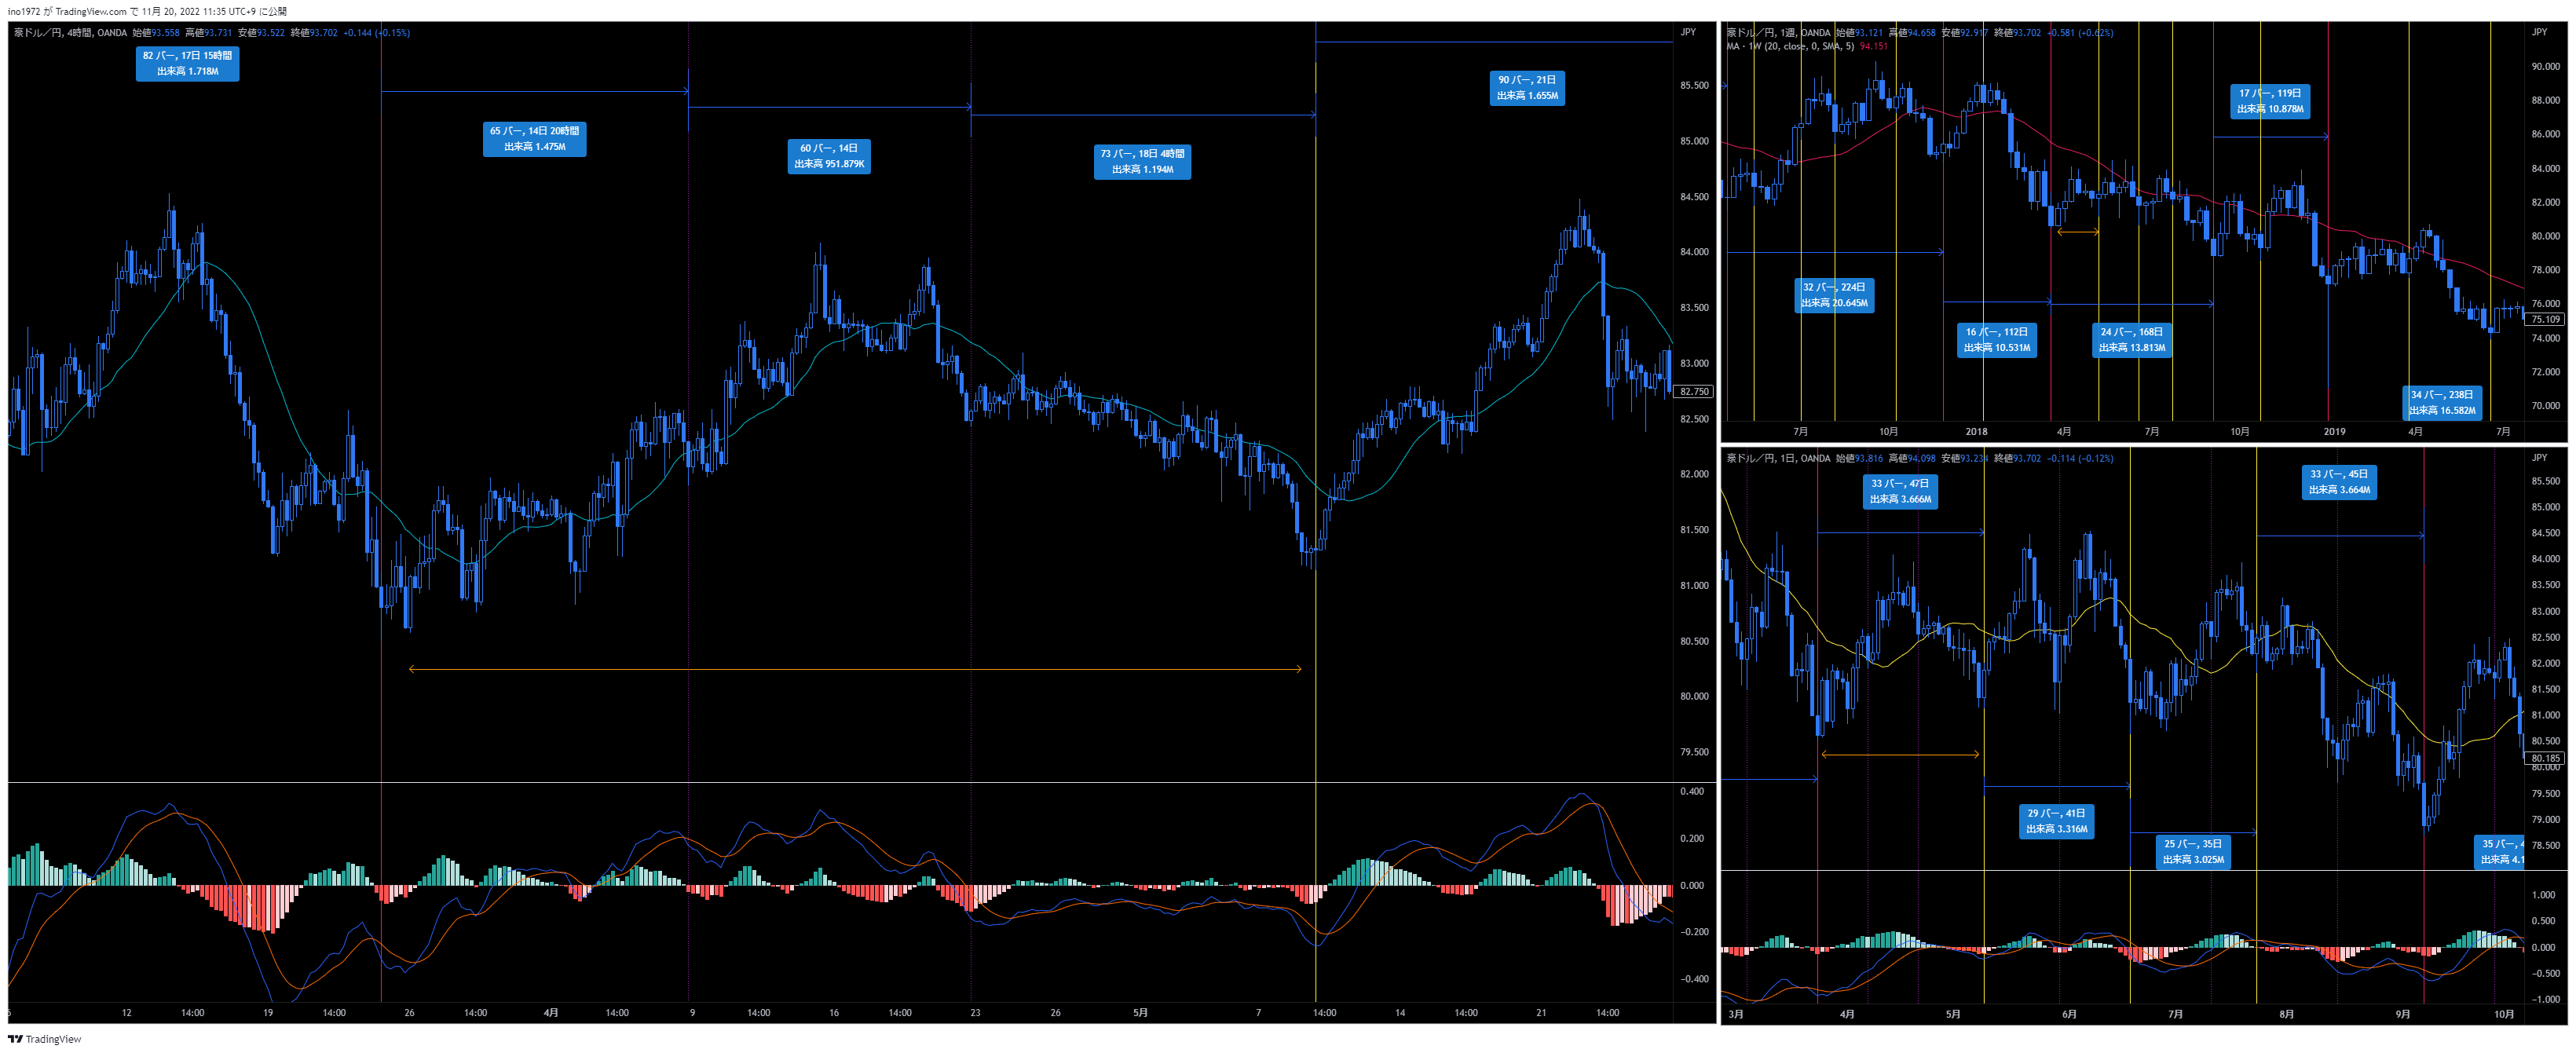 ino1972 が TradingView.com で 11月 20, 2022 11:35 UTC+9 に公開
豪ドル／円, 4時間, OANDA 始値93.558 高値93.731 安値93.522 終値93.702 +0.144 (+0.15%)
JPY
82 バー, 17日 15時間
出来高 1.718M
65 バー, 14日 20時間
出来高 1.475M
60 バー, 14日
出来高 951.879K
73 バー, 18日 4時間
出来高 1.194M
90 バー, 21日
出来高 1.655M
85.500
85.000
84.500
84.000
83.500
83.000
82.750
82.500
82.000
81.500
81.000
80.500
80.000
79.500
0.400
0.200
0.000
−0.200
−0.400
12 14:00 19 14:00 26 14:00 4月 14:00 9 14:00 16 14:00 23 26 5月 7 14:00 14 14:00 21 14:00
豪ドル／円, 1週, OANDA 始値93.121 高値94.658 安値92.917 終値93.702 +0.581 (+0.62%)
MA · 1W (20, close, 0, SMA, 5) 94.151
JPY
17 バー, 119日
出来高 10.878M
32 バー, 224日
出来高 20.645M
16 バー, 112日
出来高 10.531M
24 バー, 168日
出来高 13.813M
34 バー, 238日
出来高 16.582M
90.000
88.000
86.000
84.000
82.000
80.000
78.000
76.000
75.109
74.000
72.000
70.000
7月 10月 2018 4月 7月 10月 2019 4月 7月
豪ドル／円, 1日, OANDA 始値93.816 高値94.098 安値93.234 終値93.702 −0.114 (−0.12%)
JPY
33 バー, 47日
出来高 3.666M
33 バー, 45日
出来高 3.664M
29 バー, 41日
出来高 3.316M
25 バー, 35日
出来高 3.025M
35 バー, 4
出来高 4.1
85.500
85.000
84.500
84.000
83.500
83.000
82.500
82.000
81.500
81.000
80.500
80.185
80.000
79.500
79.000
78.500
1.000
0.500
0.000
−0.500
−1.000
3月 4月 5月 6月 7月 8月 9月 10月
TradingView